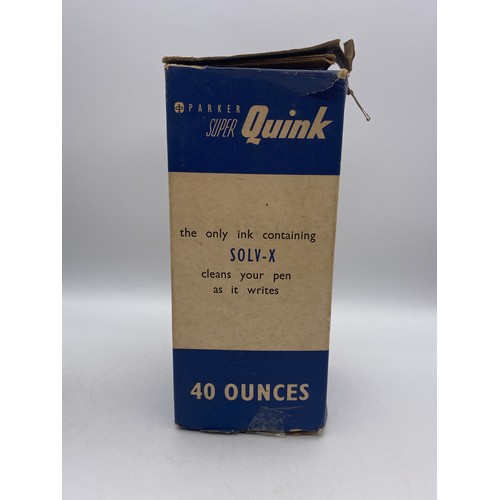 PARKER
SUPER Quink
the only ink containing
SOLV-X
cleans your pen
as it writes
40 OUNCES